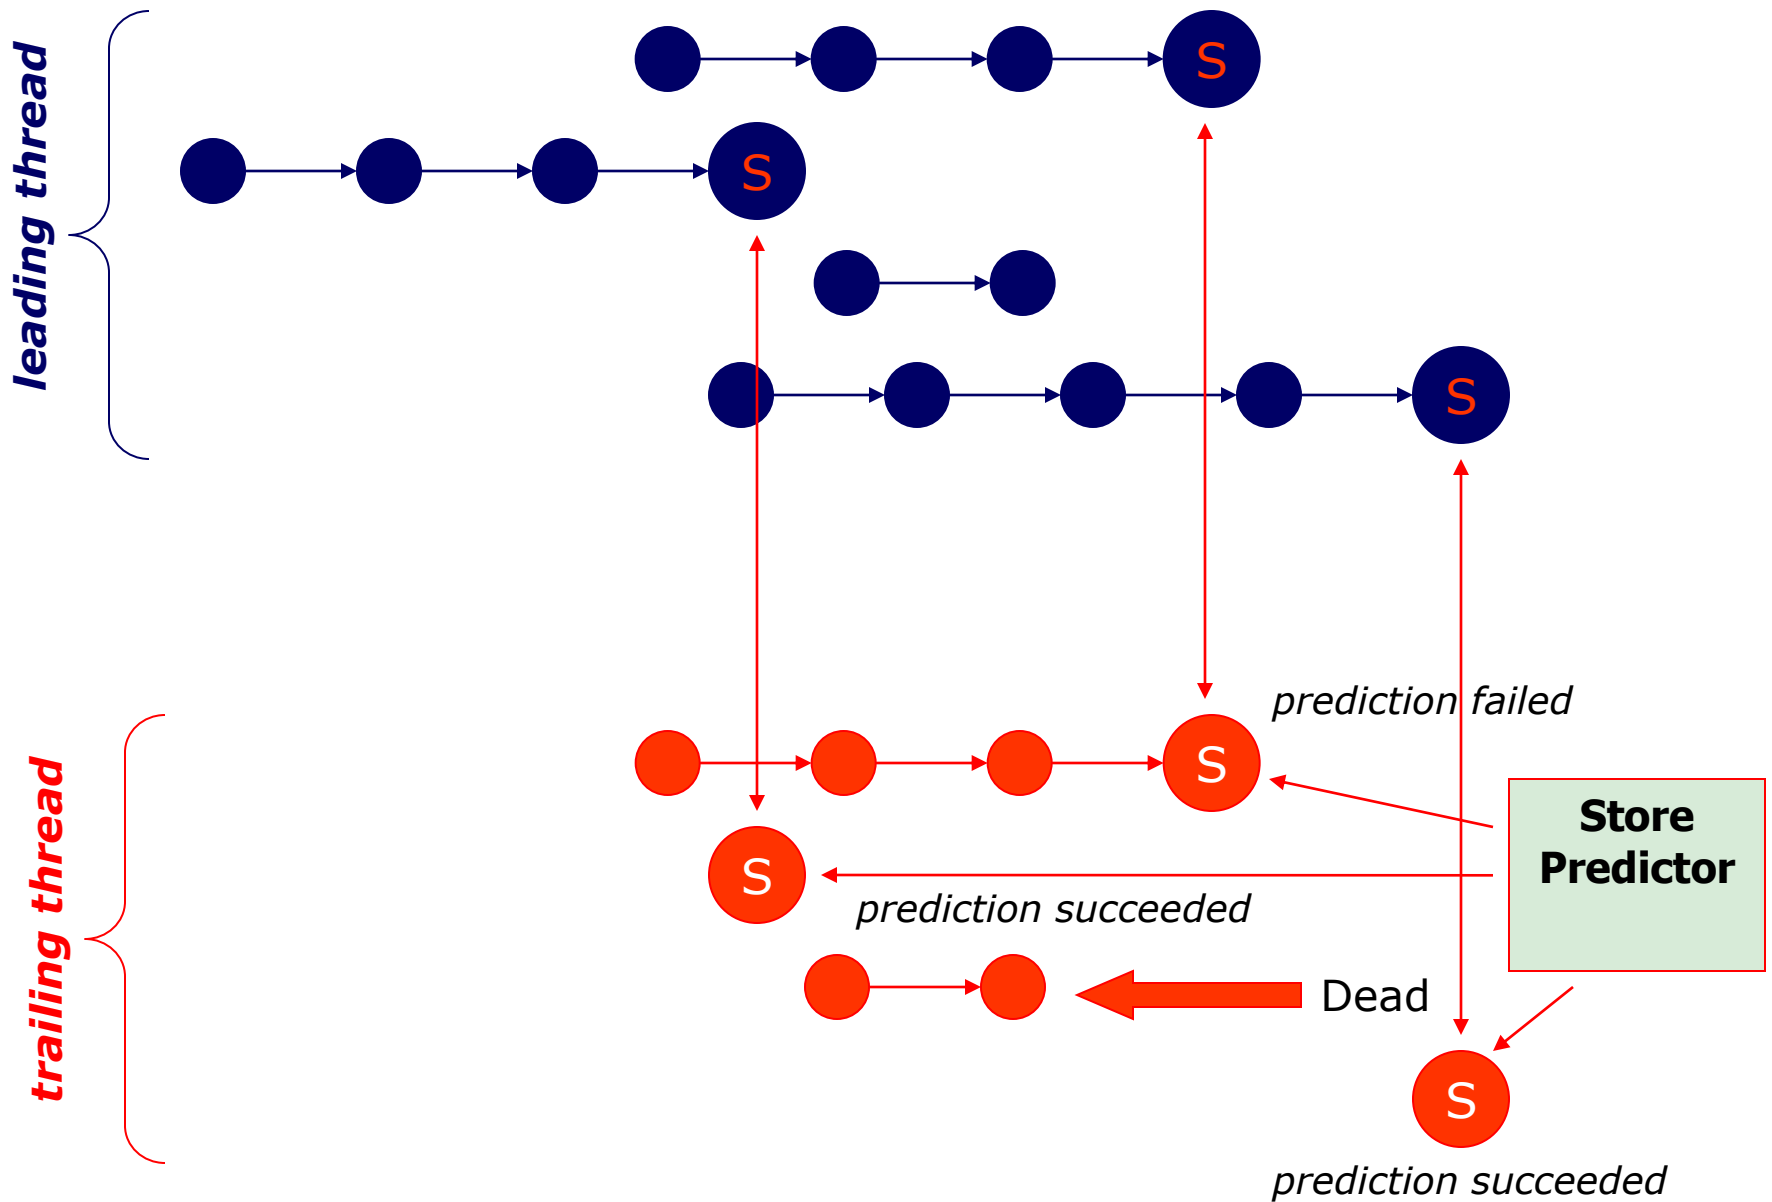 leading thread
S
S
S
prediction failed
trailing thread
S
Store
Predictor
S
prediction succeeded
Dead
S
prediction succeeded